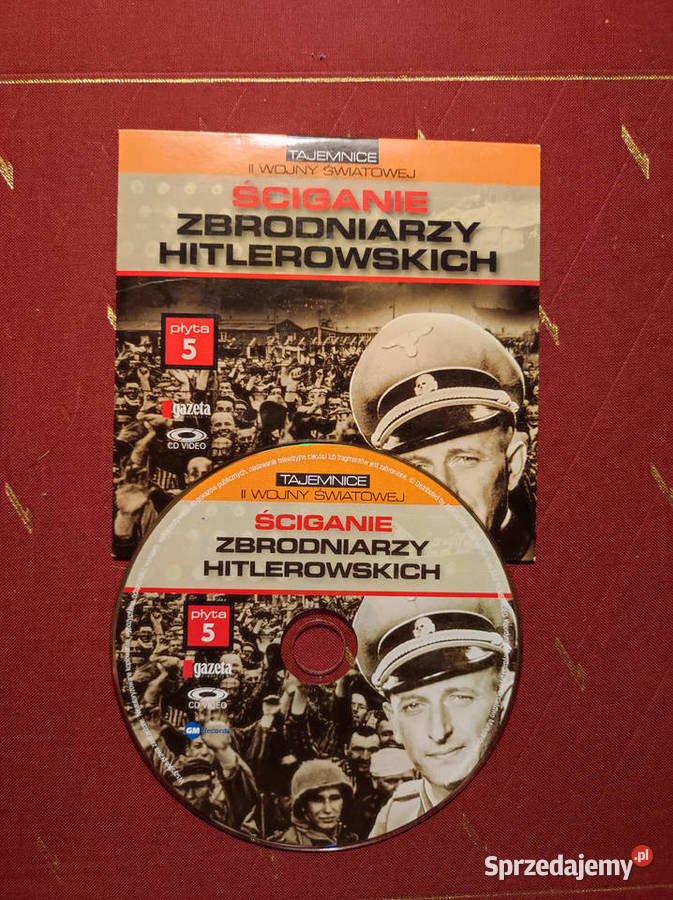 TAJEMNICE
II WOJNY ŚWIATOWEJ
ŚCIGANIE
ZBRODNIARZY
HITLEROWSKICH
płyta
5
gazeta
CD VIDEO
TAJEMNICE
II WOJNY ŚWIATOWEJ
ŚCIGANIE
ZBRODNIARZY
HITLEROWSKICH
płyta
5
gazeta
CD VIDEO
GM Records
Sprzedajemy.pl